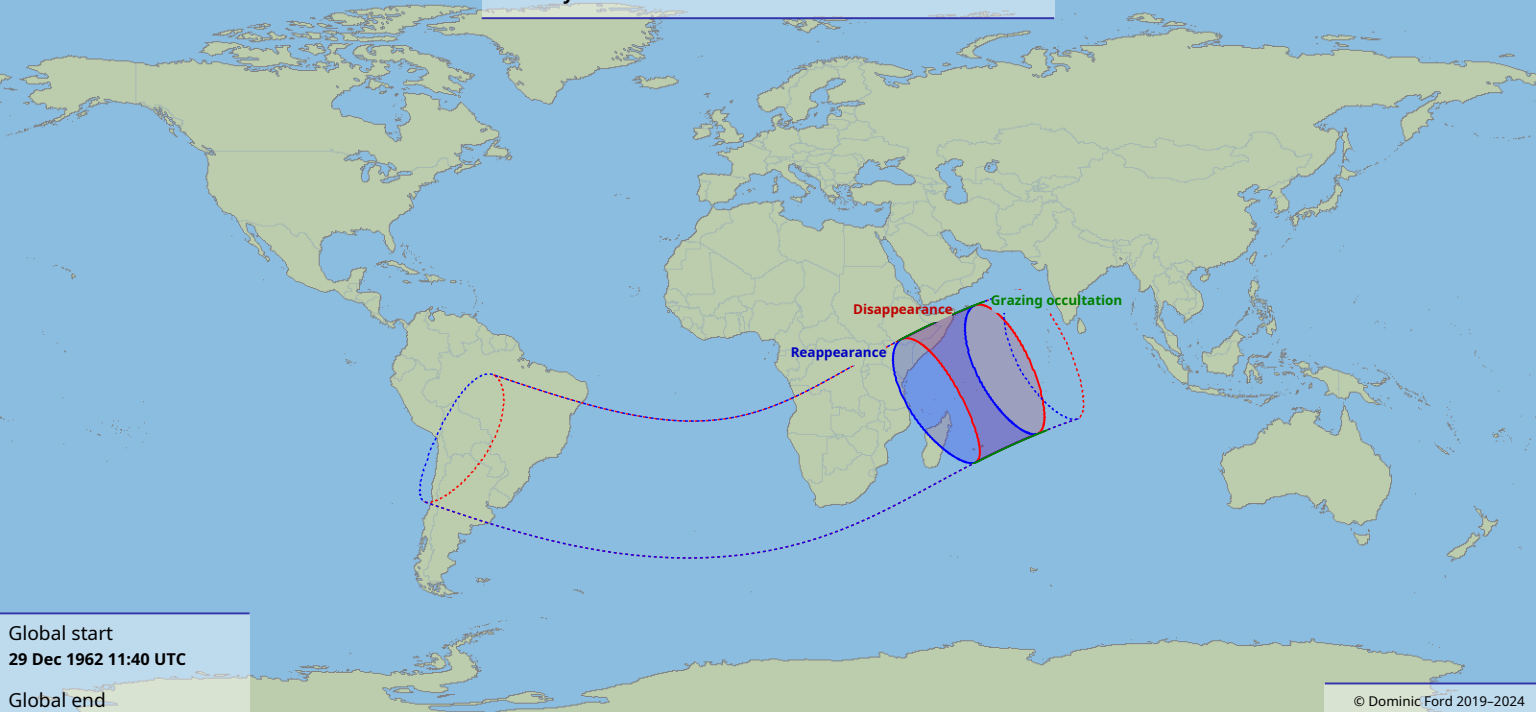 Disappearance
Grazing occultation
Reappearance
Global start
29 Dec 1962 11:40 UTC
Global end
© Dominic Ford 2019–2024